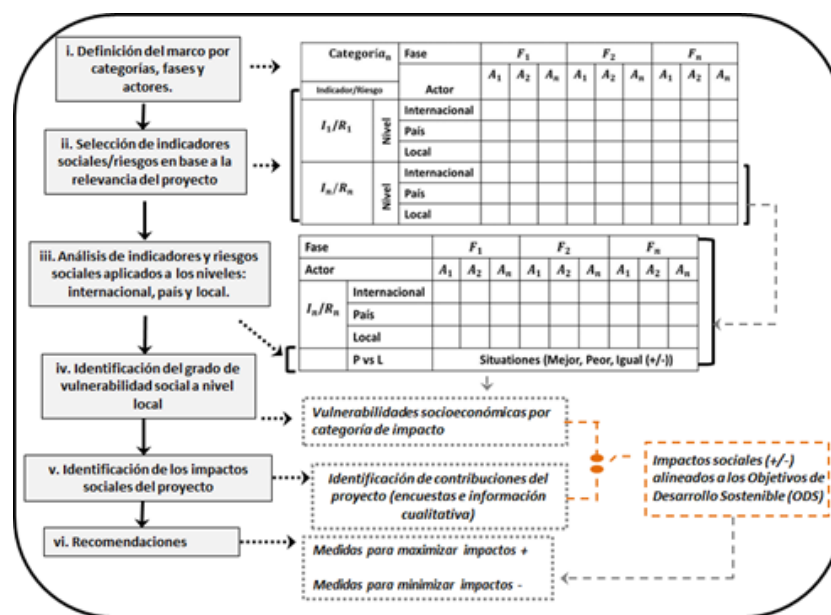 i. Definición del marco por
categorías, fases y
actores.
ii. Selección de indicadores
sociales/riesgos en base a la
relevancia del proyecto
iii. Análisis de indicadores y riesgos
sociales aplicados a los niveles:
internacional, país y local.
iv. Identificación del grado de
vulnerabilidad social a nivel
local
v. Identificación de los impactos
sociales del proyecto
vi. Recomendaciones
Categoríaₙ Fase F₁ F₂ Fₙ
Actor A₁ A₂ Aₙ A₁ A₂ Aₙ A₁ A₂ Aₙ
Indicador/Riesgo
I₁/R₁ Nivel Internacional
País
Local
Iₙ/Rₙ Nivel Internacional
País
Local
Fase F₁ F₂ Fₙ
Actor A₁ A₂ Aₙ A₁ A₂ Aₙ A₁ A₂ Aₙ
Iₙ/Rₙ Internacional
País
Local
P vs L Situationes (Mejor, Peor, Igual (+/-))
Vulnerabilidades socioeconómicas por
categoría de impacto
Identificación de contribuciones del
proyecto (encuestas e información
cualitativa)
Medidas para maximizar impactos +
Medidas para minimizar impactos -
Impactos sociales (+/-)
alineados a los Objetivos de
Desarrollo Sostenible (ODS)